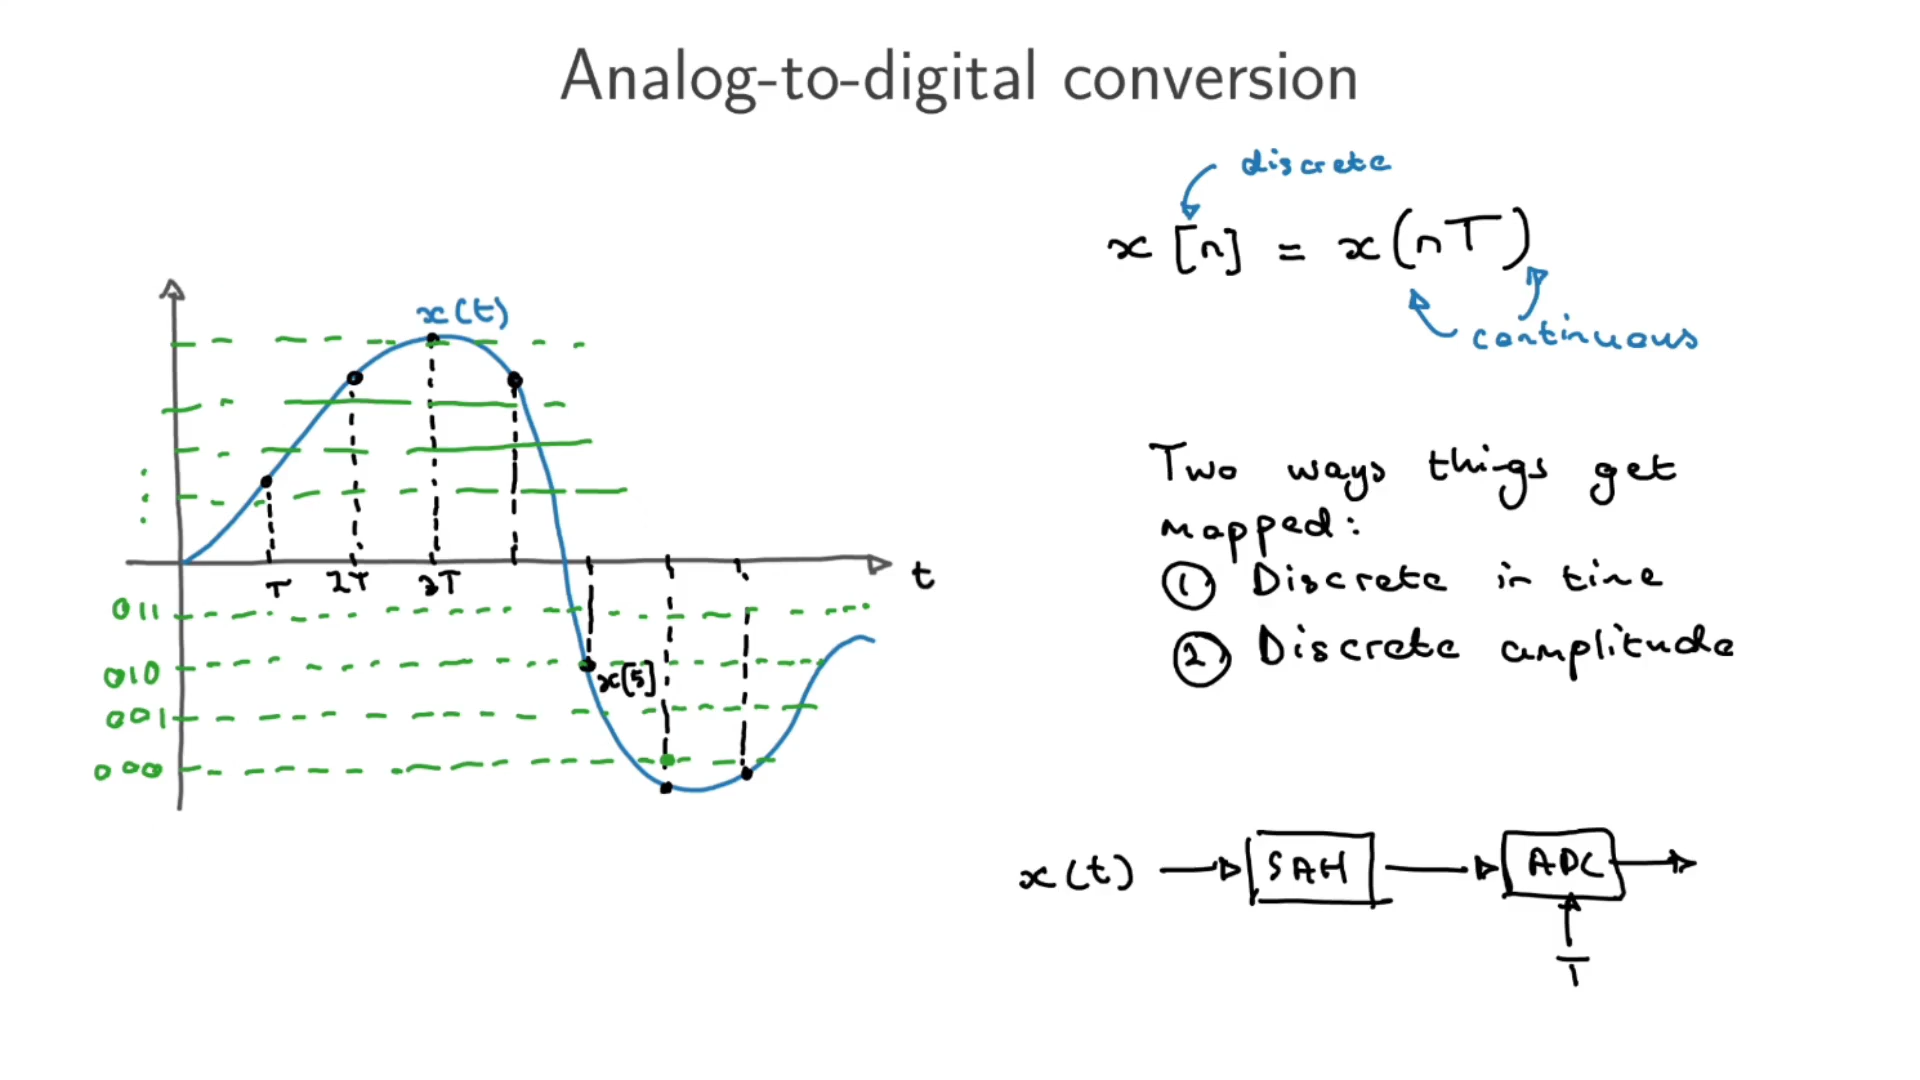 Analog-to-digital conversion
discrete
x[n] = x(nT)
continuous
x(t)
T 2T 3T
t
011
010
x[5]
001
000
Two ways things get
mapped:
① Discrete in time
② Discrete amplitude
x(t) SAH ADC
T